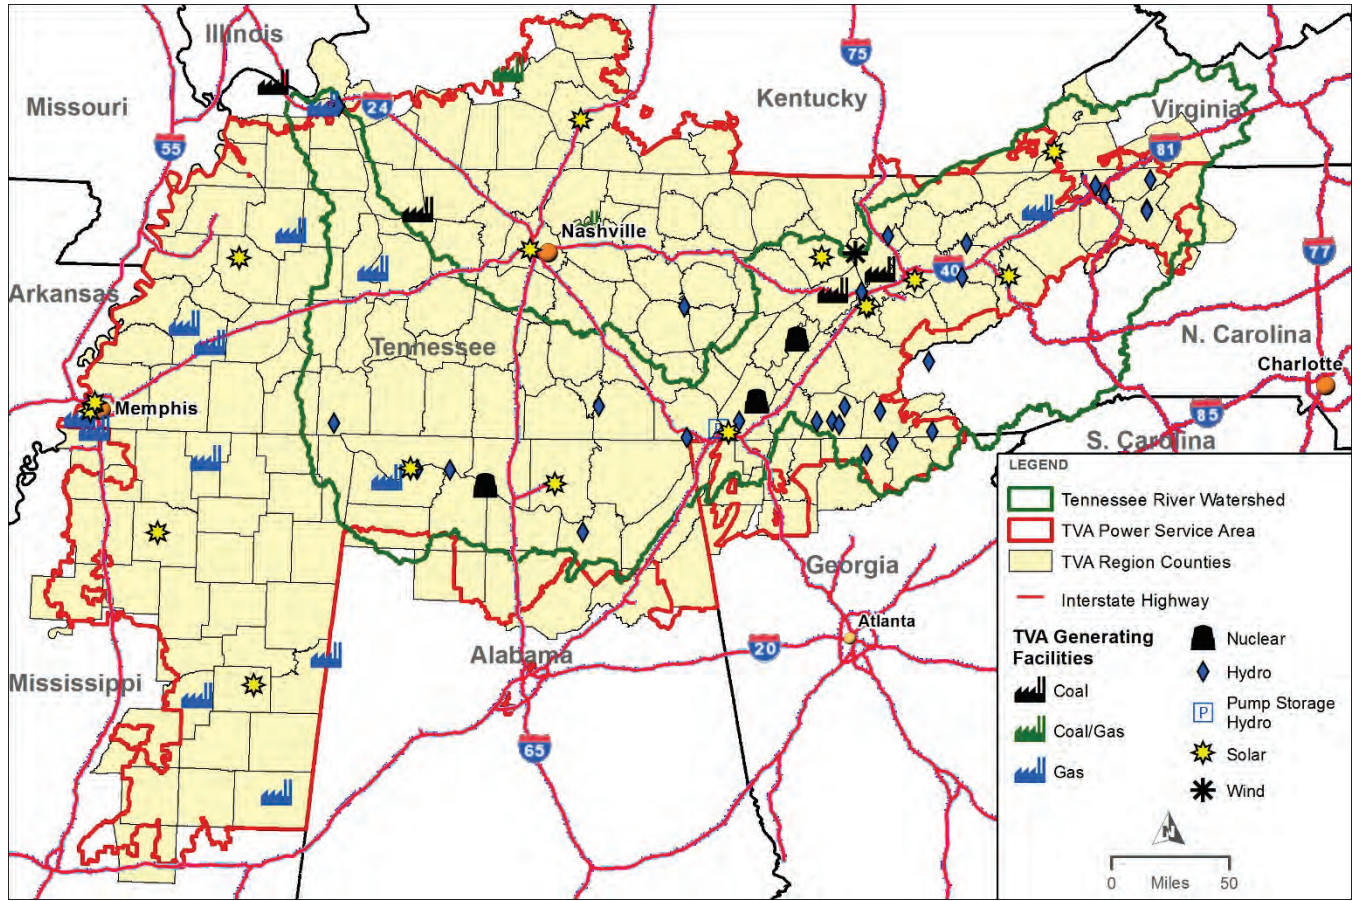 Illinois
75
Missouri
24
Kentucky
Virginia
55
81
Nashville
77
40
Arkansas
Tennessee
N. Carolina
Charlotte
Memphis
85
S. Carolina
LEGEND
Tennessee River Watershed
TVA Power Service Area
TVA Region Counties
Interstate Highway
TVA Generating
Facilities
Coal
Coal/Gas
Gas
Nuclear
Hydro
P
Pump Storage
Hydro
Solar
Wind
N
0 Miles 50
P
Georgia
Atlanta
20
Alabama
Mississippi
65